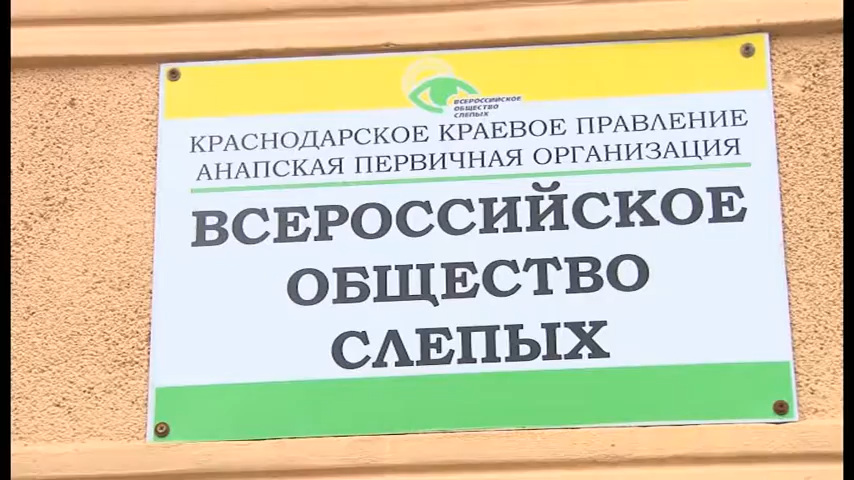 ВСЕРОССИЙСКОЕ
ОБЩЕСТВО
СЛЕПЫХ
КРАСНОДАРСКОЕ КРАЕВОЕ ПРАВЛЕНИЕ
АНАПСКАЯ ПЕРВИЧНАЯ ОРГАНИЗАЦИЯ
ВСЕРОССИЙСКОЕ
ОБЩЕСТВО
СЛЕПЫХ